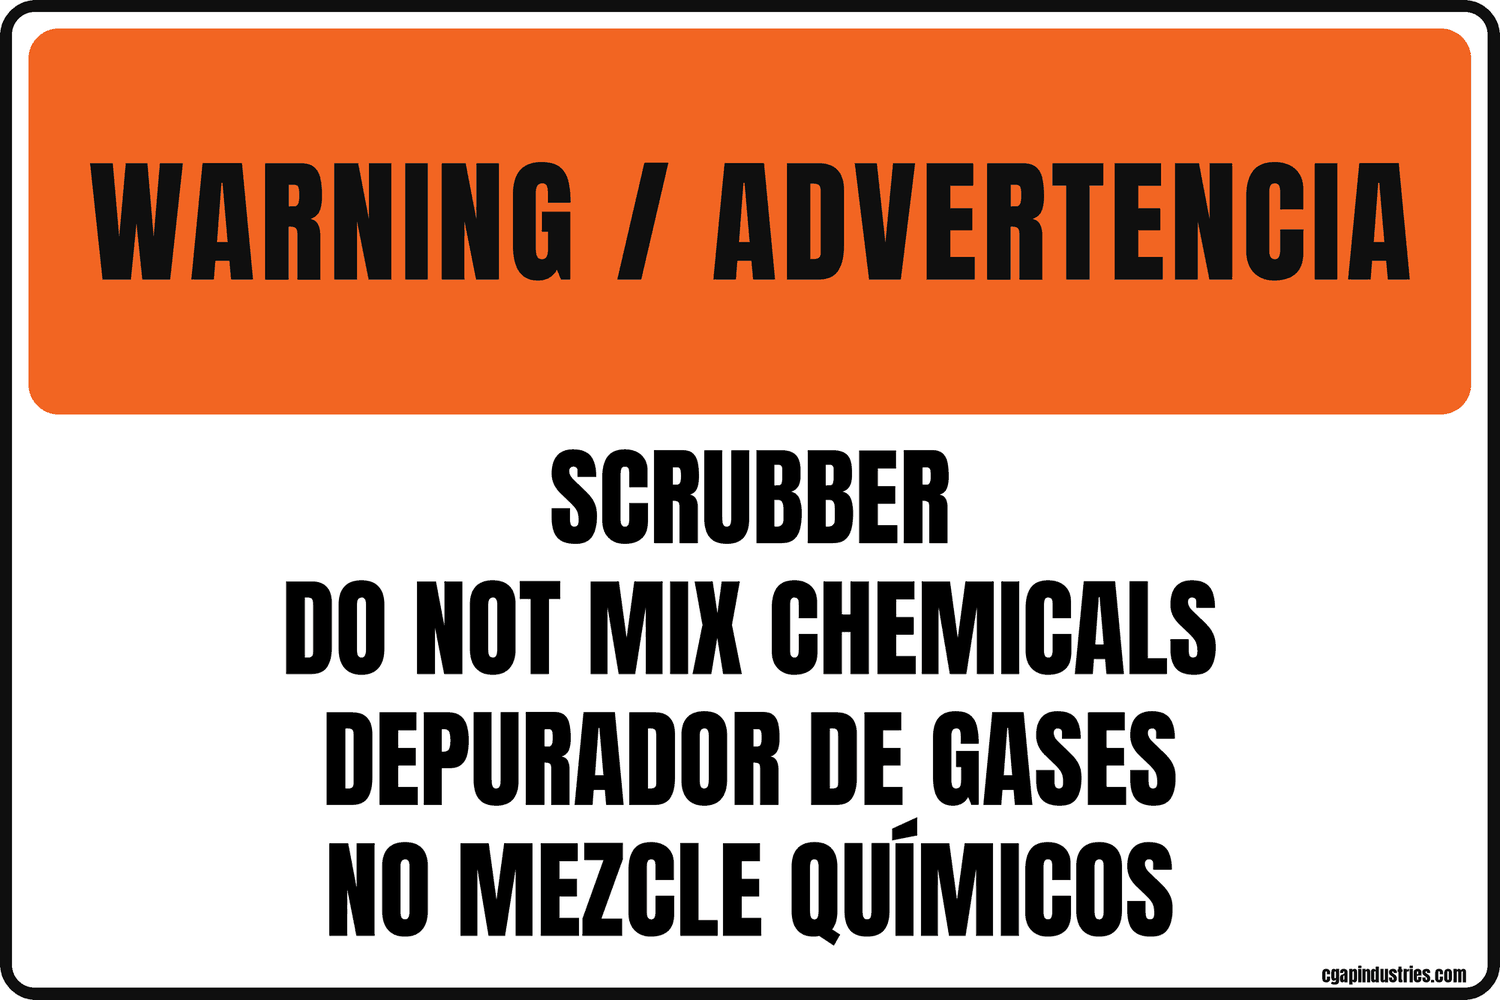 WARNING / ADVERTENCIA
SCRUBBER
DO NOT MIX CHEMICALS
DEPURADOR DE GASES
NO MEZCLE QUÍMICOS
cgapindustries.com